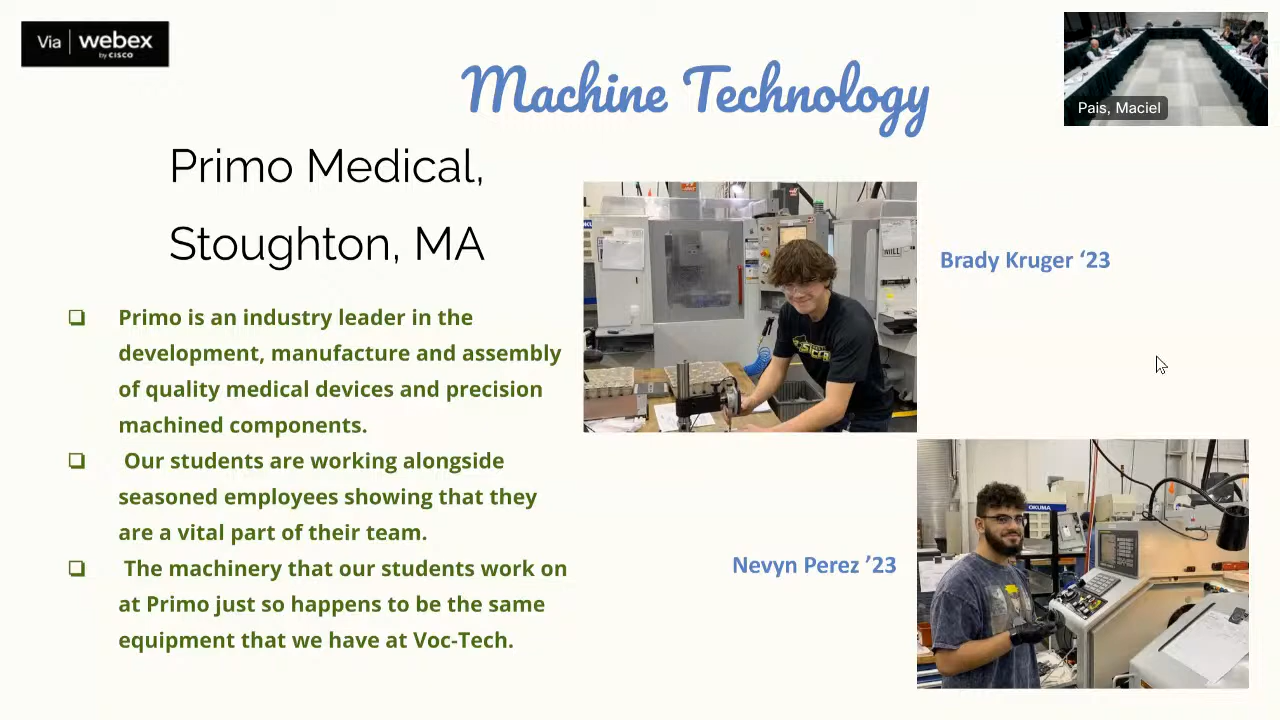 Via webex
by CISCO
Machine Technology
Pais, Maciel
Primo Medical,
Stoughton, MA
Brady Kruger ‘23
❑ Primo is an industry leader in the
development, manufacture and assembly
of quality medical devices and precision
machined components.
❑ Our students are working alongside
seasoned employees showing that they
are a vital part of their team.
❑ The machinery that our students work on
at Primo just so happens to be the same
equipment that we have at Voc-Tech.
Nevyn Perez ’23
OKUMA
MILL